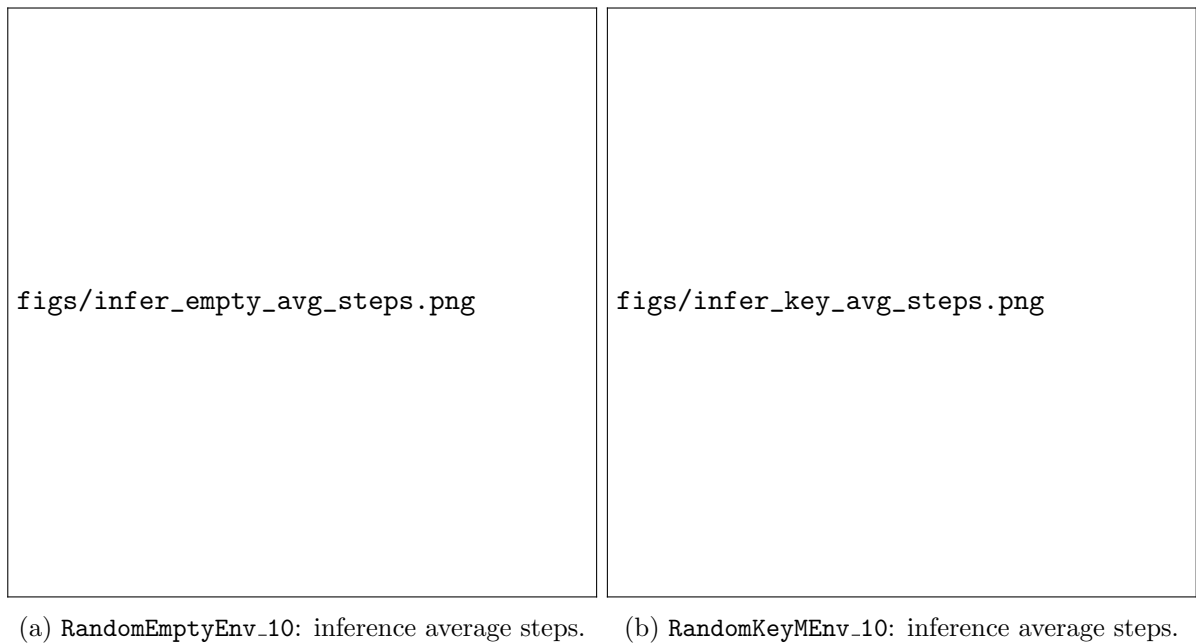 figs/infer_empty_avg_steps.png
figs/infer_key_avg_steps.png
(a) RandomEmptyEnv_10: inference average steps.
(b) RandomKeyMEnv_10: inference average steps.